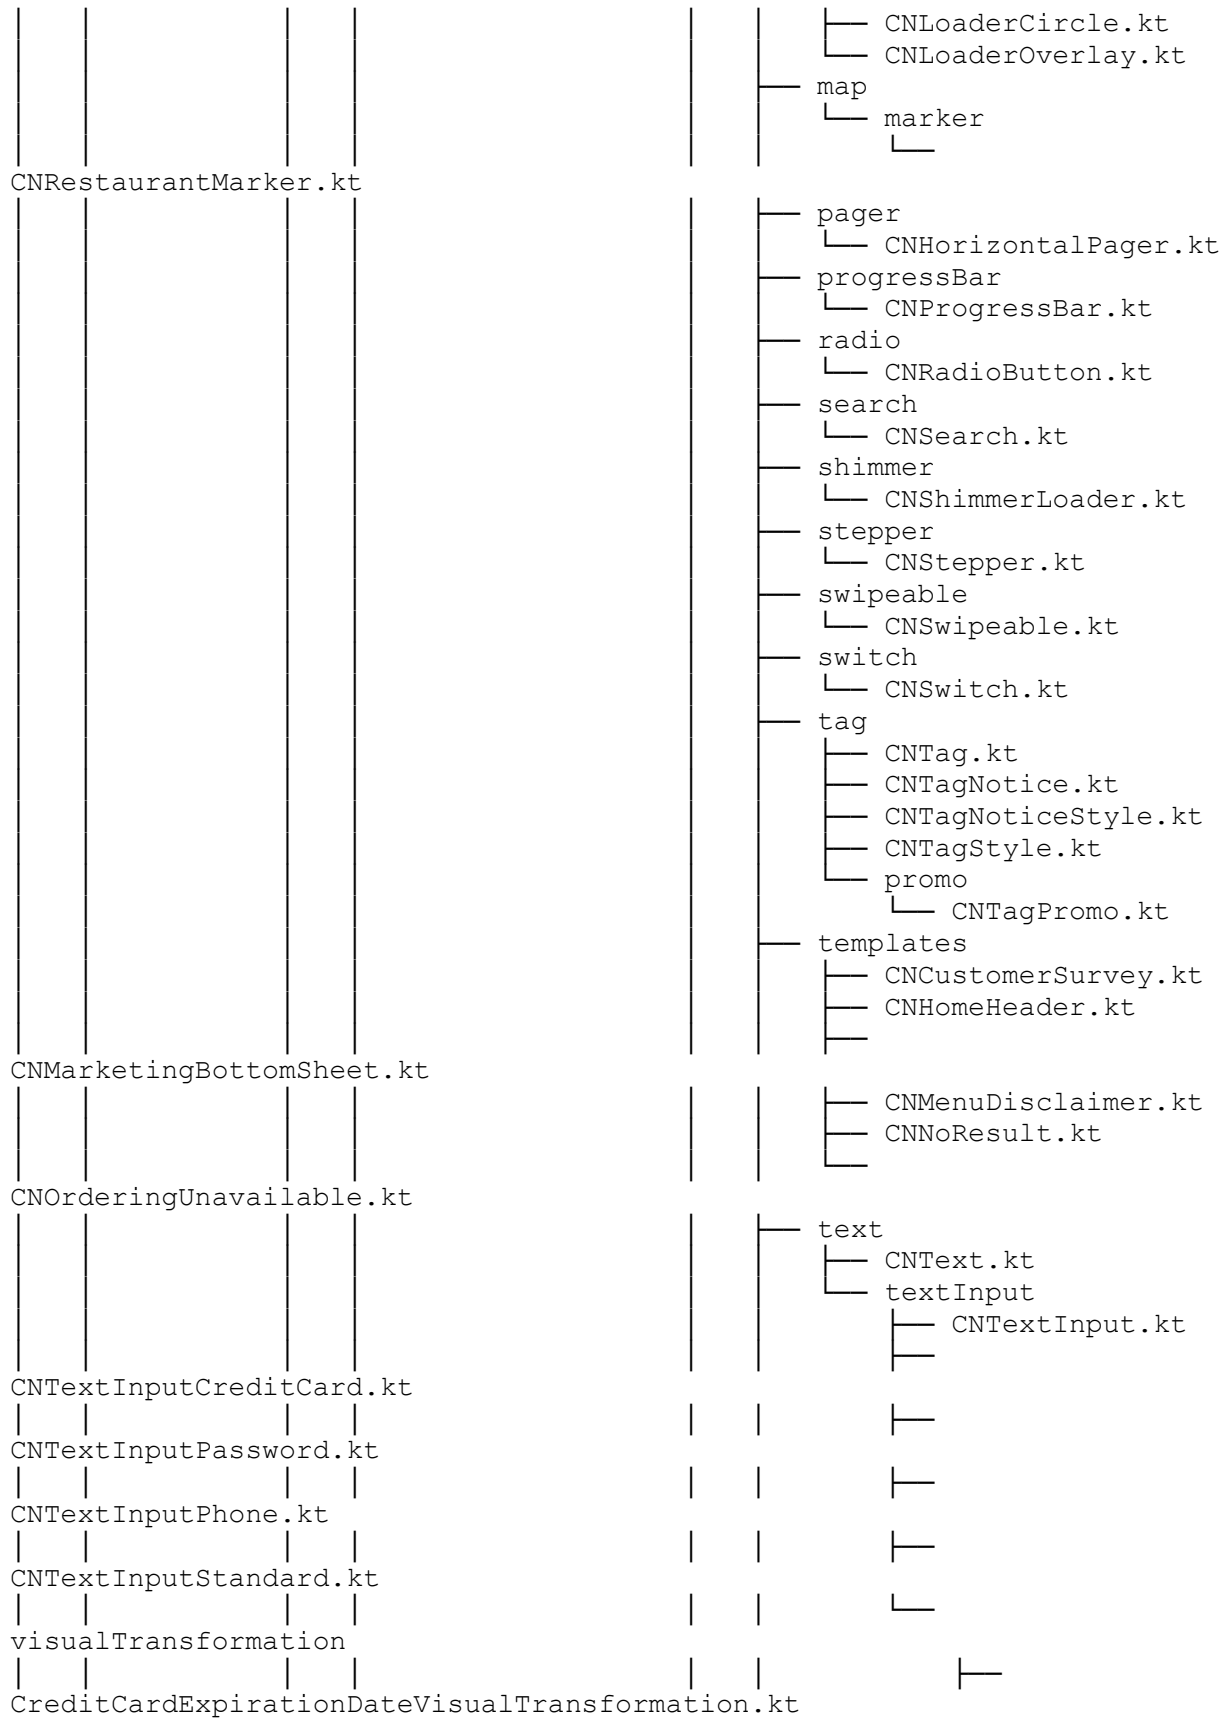 │  │        │  │              │  │  ├── CNLoaderCircle.kt
│  │        │  │              │  │  └── CNLoaderOverlay.kt
│  │        │  │              │  ├── map
│  │        │  │              │  │  └── marker
│  │        │  │              │  │     └──
CNRestaurantMarker.kt
│  │        │  │              │  ├── pager
│  │        │  │              │  │  └── CNHorizontalPager.kt
│  │        │  │              │  ├── progressBar
│  │        │  │              │  │  └── CNProgressBar.kt
│  │        │  │              │  ├── radio
│  │        │  │              │  │  └── CNRadioButton.kt
│  │        │  │              │  ├── search
│  │        │  │              │  │  └── CNSearch.kt
│  │        │  │              │  ├── shimmer
│  │        │  │              │  │  └── CNShimmerLoader.kt
│  │        │  │              │  ├── stepper
│  │        │  │              │  │  └── CNStepper.kt
│  │        │  │              │  ├── swipeable
│  │        │  │              │  │  └── CNSwipeable.kt
│  │        │  │              │  ├── switch
│  │        │  │              │  │  └── CNSwitch.kt
│  │        │  │              │  ├── tag
│  │        │  │              │  │  ├── CNTag.kt
│  │        │  │              │  │  ├── CNTagNotice.kt
│  │        │  │              │  │  ├── CNTagNoticeStyle.kt
│  │        │  │              │  │  ├── CNTagStyle.kt
│  │        │  │              │  │  └── promo
│  │        │  │              │  │     └── CNTagPromo.kt
│  │        │  │              │  ├── templates
│  │        │  │              │  │  ├── CNCustomerSurvey.kt
│  │        │  │              │  │  ├── CNHomeHeader.kt
│  │        │  │              │  │  ├──
CNMarketingBottomSheet.kt
│  │        │  │              │  │  ├── CNMenuDisclaimer.kt
│  │        │  │              │  │  ├── CNNoResult.kt
│  │        │  │              │  │  └──
CNOrderingUnavailable.kt
│  │        │  │              │  ├── text
│  │        │  │              │  │  ├── CNText.kt
│  │        │  │              │  │  └── textInput
│  │        │  │              │  │     ├── CNTextInput.kt
│  │        │  │              │  │     ├──
CNTextInputCreditCard.kt
│  │        │  │              │  │     ├──
CNTextInputPassword.kt
│  │        │  │              │  │     ├──
CNTextInputPhone.kt
│  │        │  │              │  │     ├──
CNTextInputStandard.kt
│  │        │  │              │  │     └──
visualTransformation
│  │        │  │              │  │        ├──
CreditCardExpirationDateVisualTransformation.kt